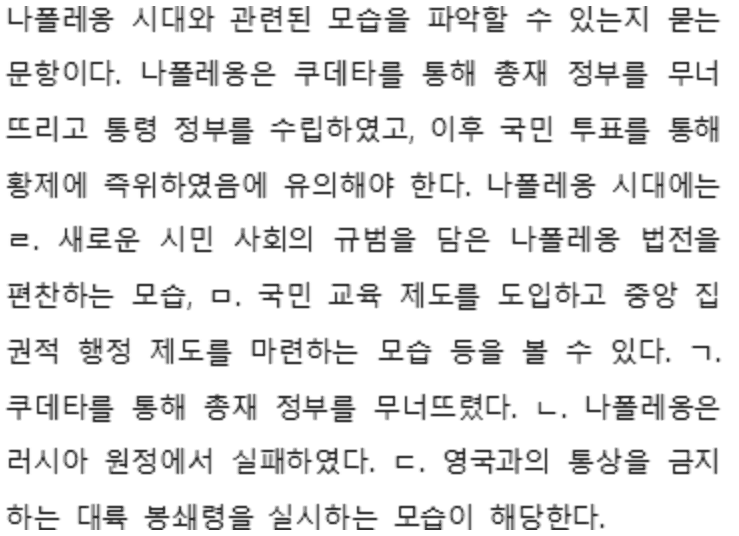 나폴레옹 시대와 관련된 모습을 파악할 수 있는지 묻는
문항이다. 나폴레옹은 쿠데타를 통해 총재 정부를 무너
뜨리고 통령 정부를 수립하였고, 이후 국민 투표를 통해
황제에 즉위하였음에 유의해야 한다. 나폴레옹 시대에는
ㄹ. 새로운 시민 사회의 규범을 담은 나폴레옹 법전을
편찬하는 모습, ㅁ. 국민 교육 제도를 도입하고 중앙 집
권적 행정 제도를 마련하는 모습 등을 볼 수 있다. ㄱ.
쿠데타를 통해 총재 정부를 무너뜨렸다. ㄴ. 나폴레옹은
러시아 원정에서 실패하였다. ㄷ. 영국과의 통상을 금지
하는 대륙 봉쇄령을 실시하는 모습이 해당한다.